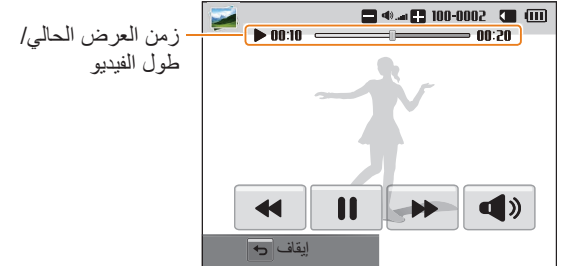 100-0002
00:10 00:20
زمن العرض الحالي/
طول الفيديو
إيقاف